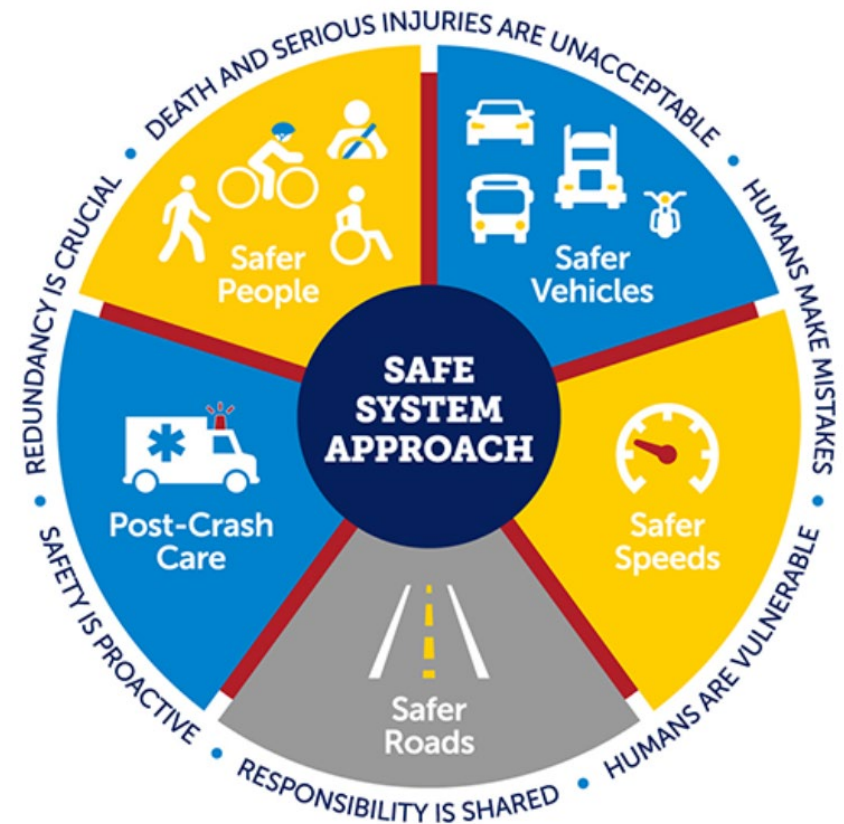 DEATH AND SERIOUS INJURIES ARE UNACCEPTABLE
HUMANS MAKE MISTAKES
HUMANS ARE VULNERABLE
RESPONSIBILITY IS SHARED
SAFETY IS PROACTIVE
REDUNDANCY IS CRUCIAL
Safer
People
Safer
Vehicles
SAFE
SYSTEM
APPROACH
Post-Crash
Care
Safer
Speeds
Safer
Roads